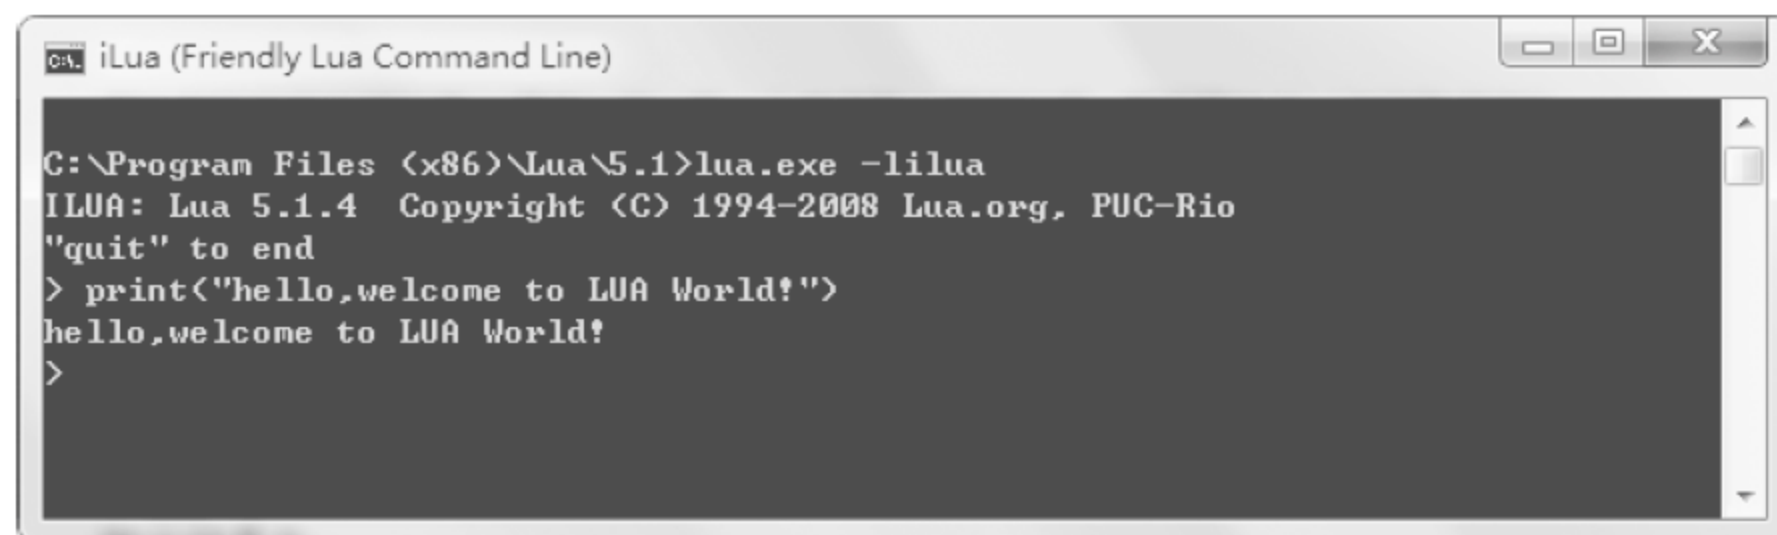 iLua (Friendly Lua Command Line)
C:\Program Files (x86)\Lua\5.1>lua.exe -lilua
ILUA: Lua 5.1.4  Copyright (C) 1994-2008 Lua.org, PUC-Rio
"quit" to end
> print("hello,welcome to LUA World!")
hello,welcome to LUA World!
>